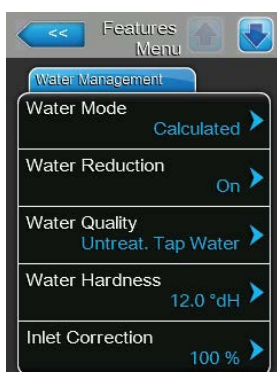 <<
Features
Menu
Water Management
Water Mode
Calculated
Water Reduction
On
Water Quality
Untreat. Tap Water
Water Hardness
12.0 °dH
Inlet Correction
100 %